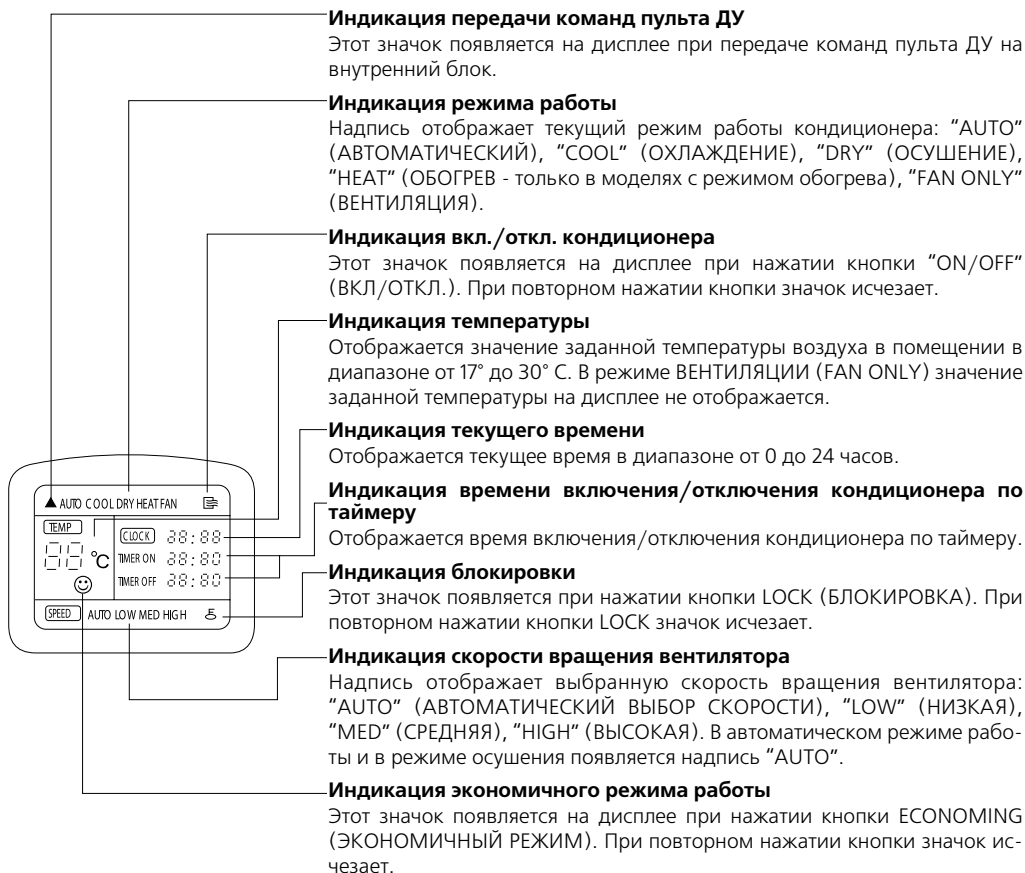 Индикация передачи команд пульта ДУ
Этот значок появляется на дисплее при передаче команд пульта ДУ на
внутренний блок.
Индикация режима работы
Надпись отображает текущий режим работы кондиционера: "AUTO"
(АВТОМАТИЧЕСКИЙ), "COOL" (ОХЛАЖДЕНИЕ), "DRY" (ОСУШЕНИЕ),
"HEAT" (ОБОГРЕВ - только в моделях с режимом обогрева), "FAN ONLY"
(ВЕНТИЛЯЦИЯ).
Индикация вкл./откл. кондиционера
Этот значок появляется на дисплее при нажатии кнопки "ON/OFF"
(ВКЛ/ОТКЛ.). При повторном нажатии кнопки значок исчезает.
Индикация температуры
Отображается значение заданной температуры воздуха в помещении в
диапазоне от 17° до 30° С. В режиме ВЕНТИЛЯЦИИ (FAN ONLY) значение
заданной температуры на дисплее не отображается.
Индикация текущего времени
Отображается текущее время в диапазоне от 0 до 24 часов.
Индикация времени включения/отключения кондиционера по
таймеру
Отображается время включения/отключения кондиционера по таймеру.
Индикация блокировки
Этот значок появляется при нажатии кнопки LOCK (БЛОКИРОВКА). При
повторном нажатии кнопки LOCK значок исчезает.
Индикация скорости вращения вентилятора
Надпись отображает выбранную скорость вращения вентилятора:
"AUTO" (АВТОМАТИЧЕСКИЙ ВЫБОР СКОРОСТИ), "LOW" (НИЗКАЯ),
"MED" (СРЕДНЯЯ), "HIGH" (ВЫСОКАЯ). В автоматическом режиме рабо-
ты и в режиме осушения появляется надпись "AUTO".
Индикация экономичного режима работы
Этот значок появляется на дисплее при нажатии кнопки ECONOMING
(ЭКОНОМИЧНЫЙ РЕЖИМ). При повторном нажатии кнопки значок ис-
чезает.
AUTO COOL DRY HEAT FAN
TEMP
88 °C
CLOCK 28:88
TIMER ON 28:80
TIMER OFF 28:80
SPEED AUTO LOW MED HIGH